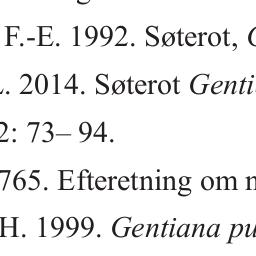 F.-E. 1992. Søterot,
2014. Søterot Genti
2: 73– 94.
765. Efteretning om
H. 1999. Gentiana pu